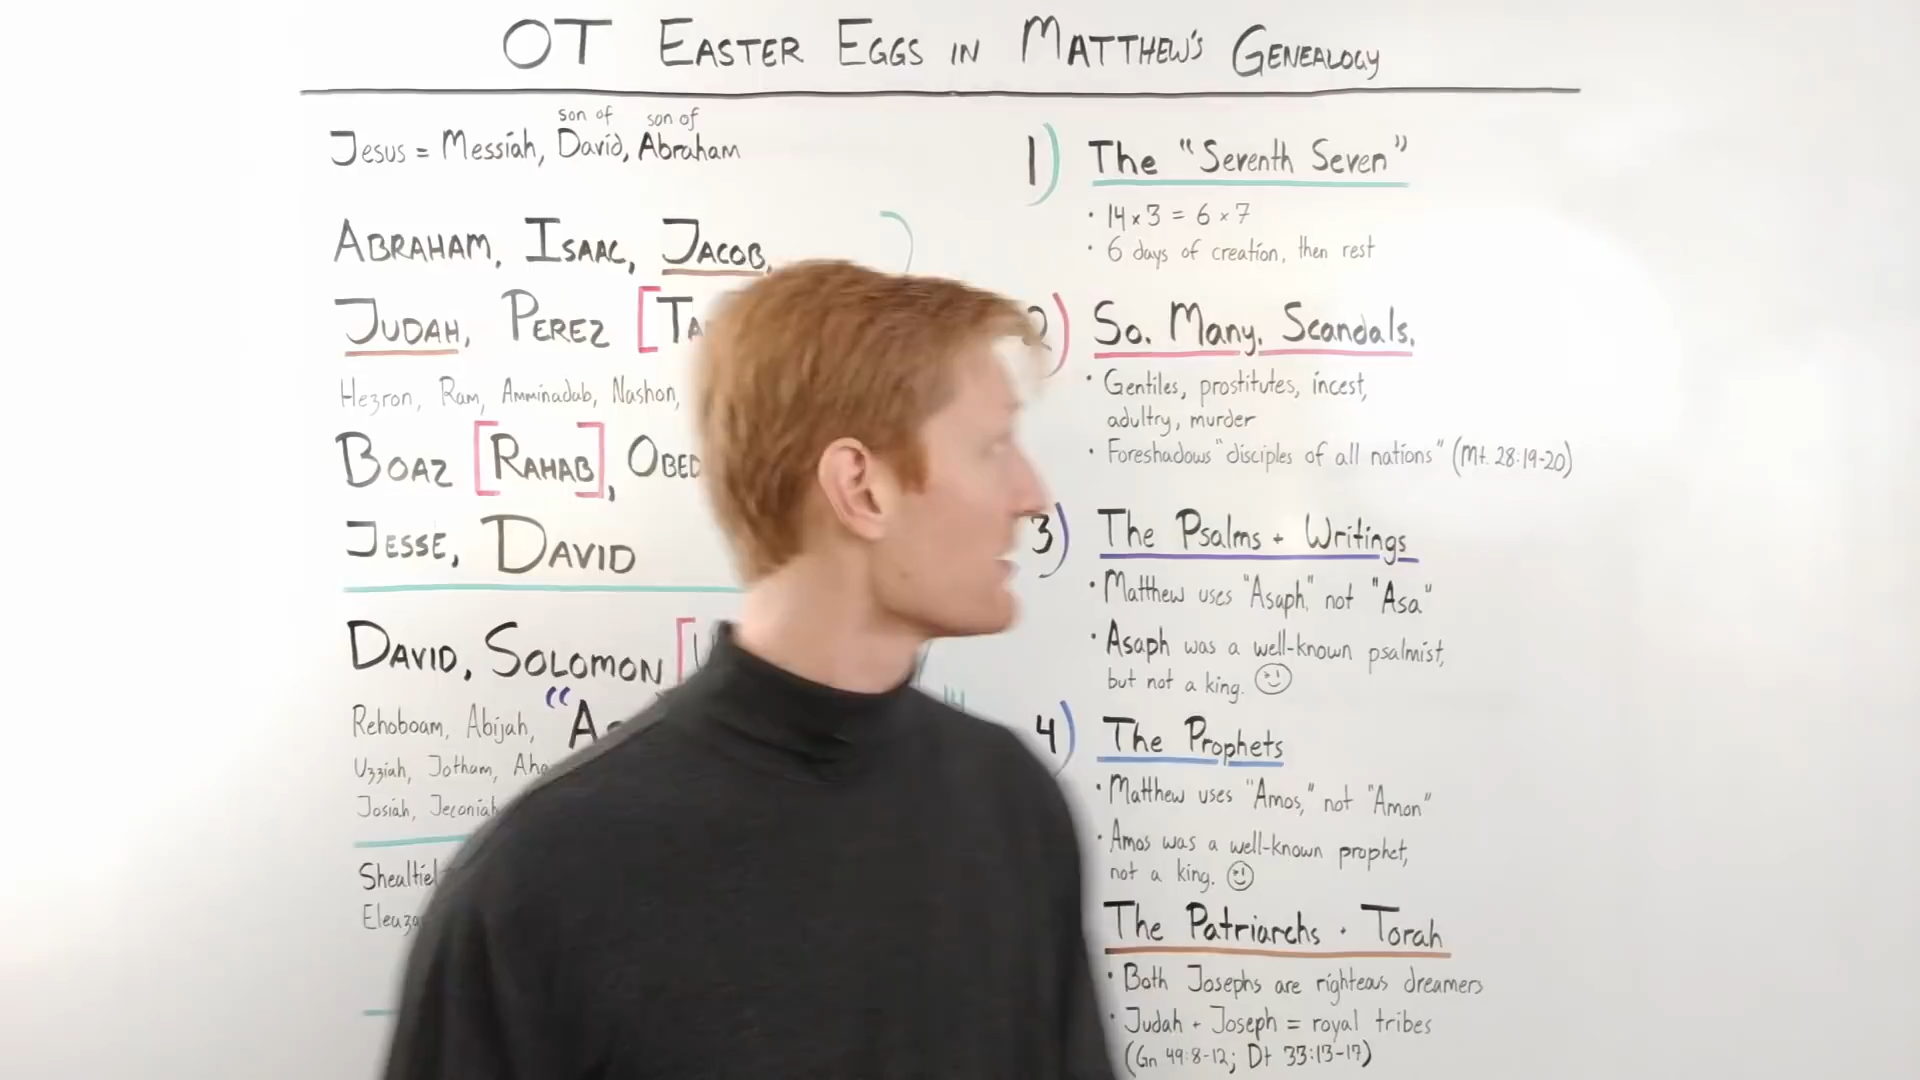 OT EASTER EGGS IN MATTHEW'S GENEALOGY
son of son of
Jesus = Messiah, David, Abraham
ABRAHAM, ISAAC, JACOB,
JUDAH, PEREZ [
Hezron, Ram, Amminadab, Nashon,
BOAZ [RAHAB], OBED
JESSE, DAVID
DAVID, SOLOMON [
Rehoboam, Abijah, "
Uzziah, Jotham,
Josiah, Jeconiah
Shealtiel
14
1) The "Seventh Seven"
· 14 x 3 = 6 x 7
· 6 days of creation, then rest
2) So. Many. Scandals.
· Gentiles, prostitutes, incest,
adultry, murder
· Foreshadows "disciples of all nations" (Mt. 28:19-20)
3) The Psalms + Writings
· Matthew uses "Asaph," not "Asa"
· Asaph was a well-known psalmist,
but not a king.
4) The Prophets
· Matthew uses "Amos," not "Amon"
· Amos was a well-known prophet,
not a king.
The Patriarchs · Torah
· Both Josephs are righteous dreamers
· Judah + Joseph = royal tribes
(Gn 49:8-12; Dt 33:13-17)